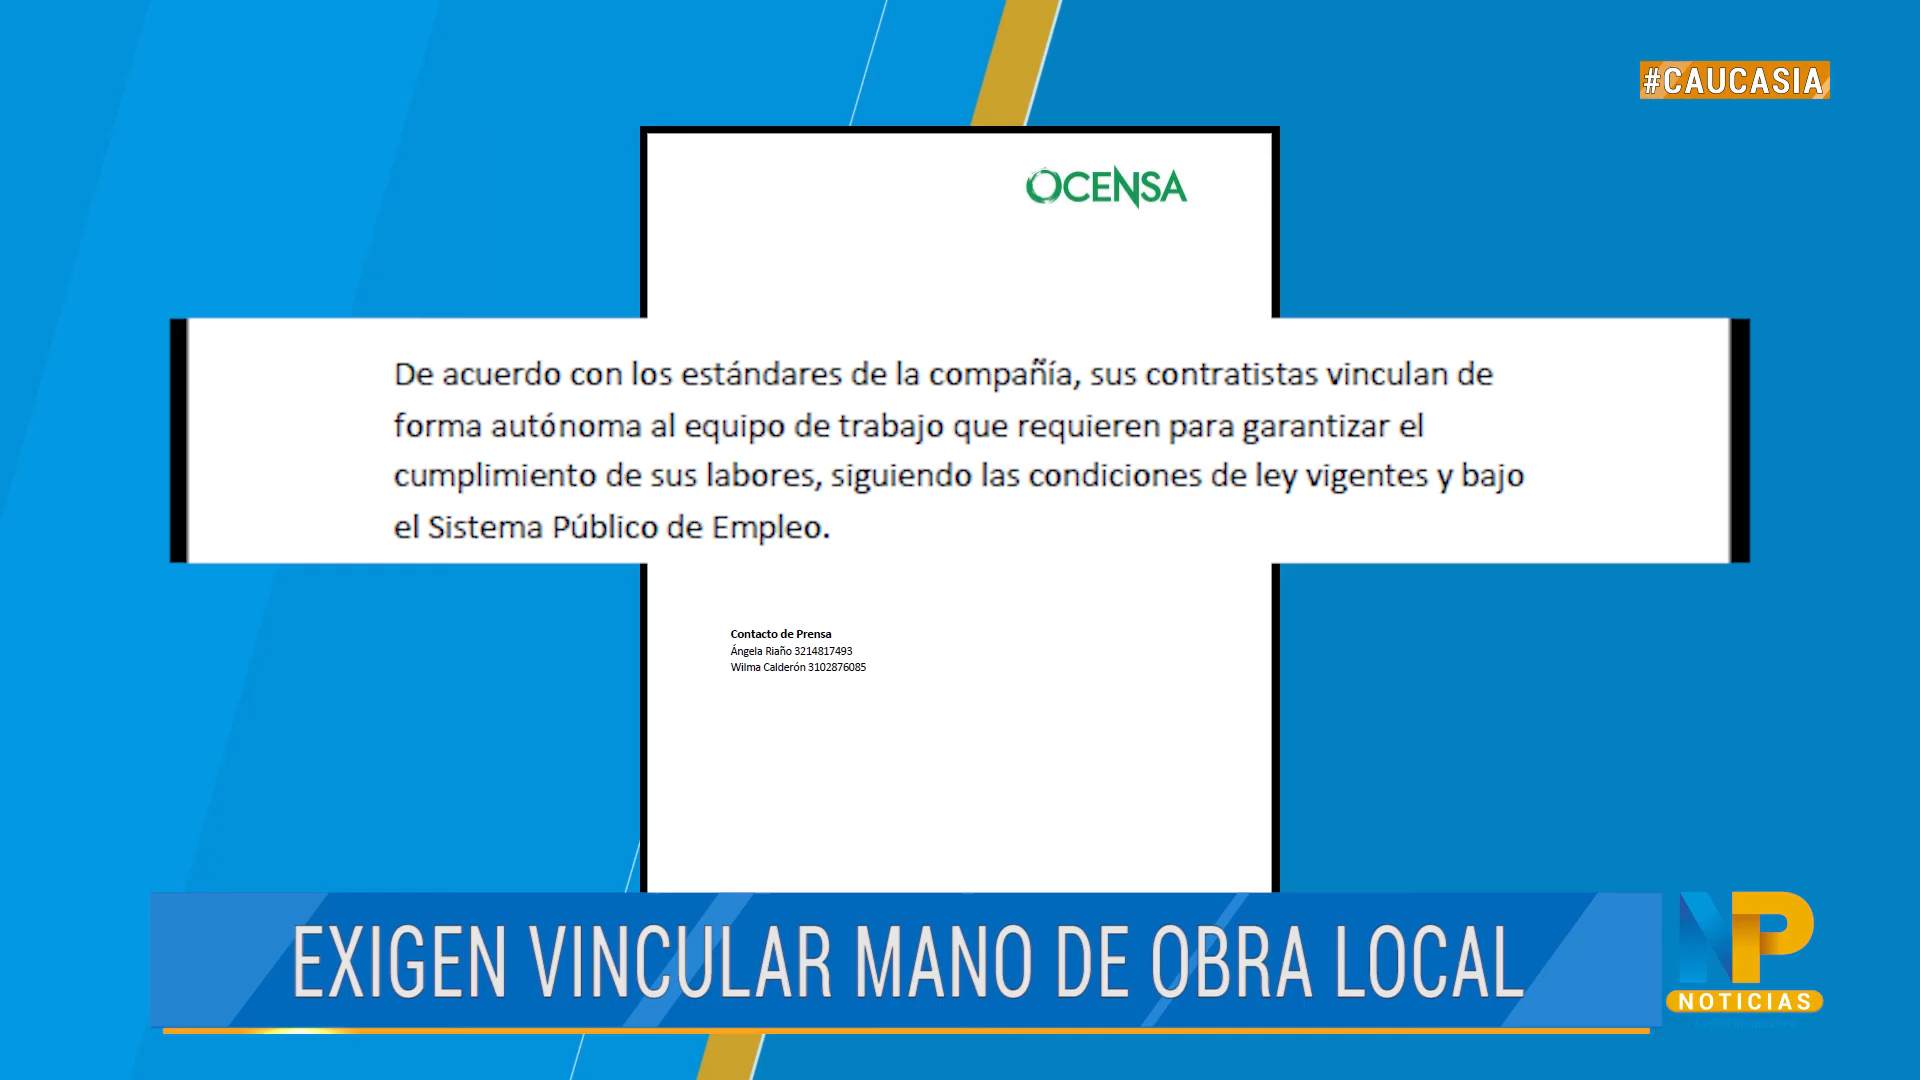 #CAUCASIA
OCENSA
De acuerdo con los estándares de la compañía, sus contratistas vinculan de
forma autónoma al equipo de trabajo que requieren para garantizar el
cumplimiento de sus labores, siguiendo las condiciones de ley vigentes y bajo
el Sistema Público de Empleo.
Contacto de Prensa
Ángela Riaño 3214817493
Wilma Calderón 3102876085
EXIGEN VINCULAR MANO DE OBRA LOCAL
NP
NOTICIAS